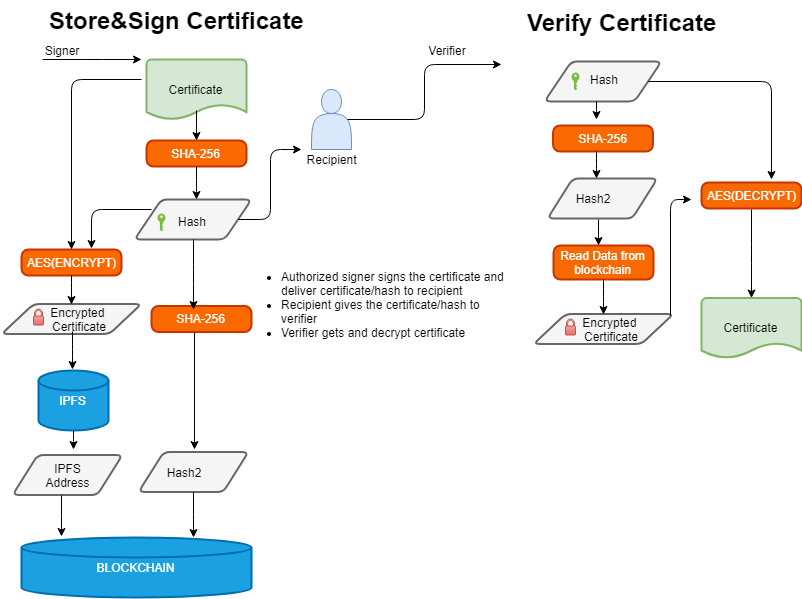 Store&Sign Certificate
Signer
Certificate
SHA-256
Hash
AES(ENCRYPT)
Encrypted
Certificate
SHA-256
IPFS
IPFS
Address
Hash2
BLOCKCHAIN
Recipient
Verifier
• Authorized signer signs the certificate and
deliver certificate/hash to recipient
• Recipient gives the certificate/hash to
verifier
• Verifier gets and decrypt certificate
Verify Certificate
Hash
SHA-256
Hash2
Read Data from
blockchain
Encrypted
Certificate
AES(DECRYPT)
Certificate